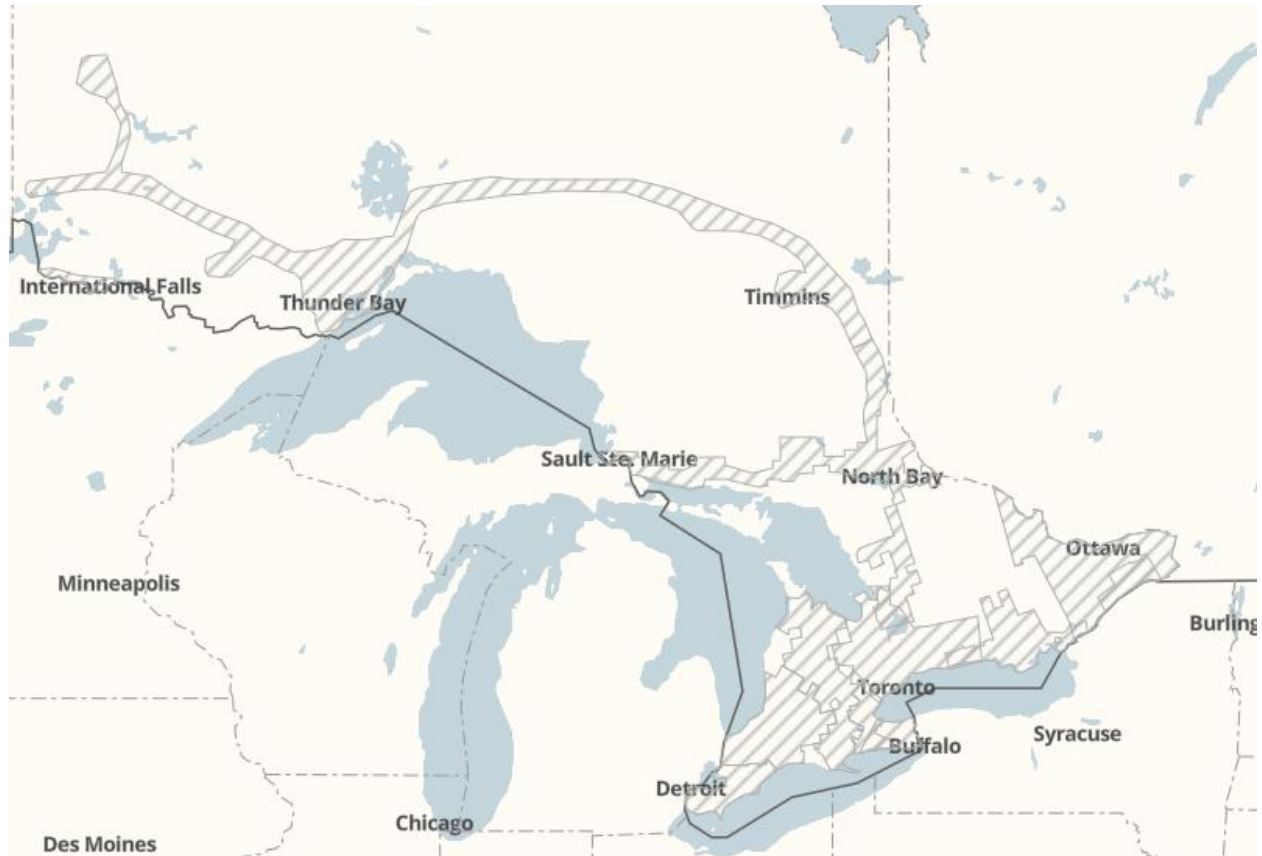 International Falls
Thunder Bay
Timmins
Sault Ste. Marie
North Bay
Ottawa
Minneapolis
Burling
Toronto
Syracuse
Buffalo
Detroit
Chicago
Des Moines